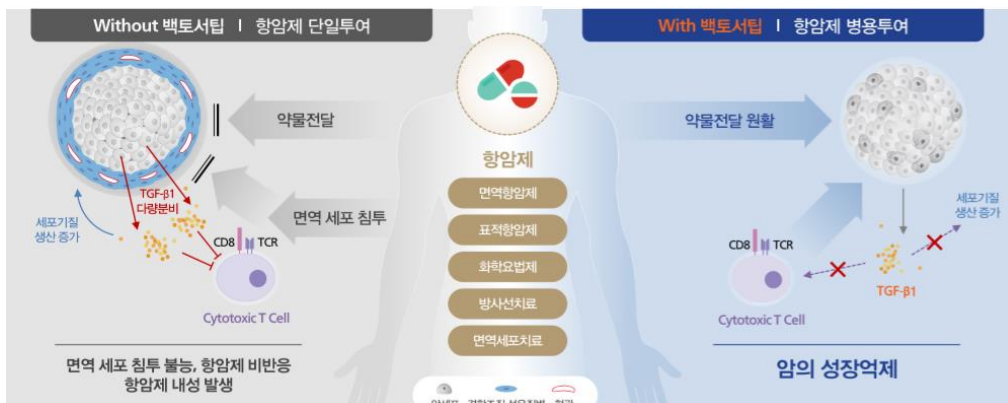 Without 백토서팁 | 항암제 단일투여
With 백토서팁 | 항암제 병용투여
약물전달
TGF-β1
다량분비
세포기질
생산 증가
면역 세포 침투
CD8
TCR
Cytotoxic T Cell
면역 세포 침투 불능, 항암제 비반응
항암제 내성 발생
항암제
면역항암제
표적항암제
화학요법제
방사선치료
면역세포치료
약물전달 원활
세포기질
생산 증가
CD8
TCR
TGF-β1
Cytotoxic T Cell
암의 성장억제